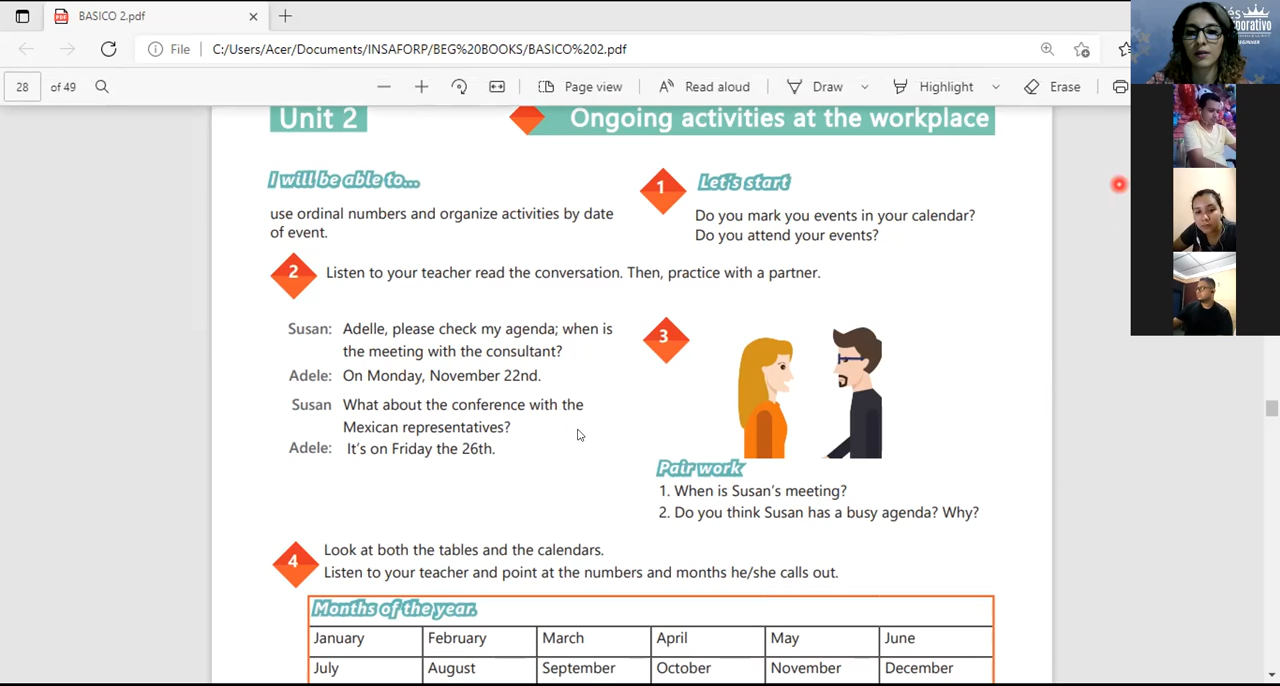 BASICO 2.pdf
File
C:/Users/Acer/Documents/INSAFORP/BEG%20BOOKS/BASICO%202.pdf
28
of 49
Page view
Read aloud
Draw
Highlight
Erase
Unit 2
Ongoing activities at the workplace
I will be able to...
use ordinal numbers and organize activities by date
of event.
1
Let's start
Do you mark you events in your calendar?
Do you attend your events?
2
Listen to your teacher read the conversation. Then, practice with a partner.
Susan: Adelle, please check my agenda; when is
the meeting with the consultant?
Adele: On Monday, November 22nd.
Susan What about the conference with the
Mexican representatives?
Adele: It's on Friday the 26th.
3
Pair work
1. When is Susan's meeting?
2. Do you think Susan has a busy agenda? Why?
4
Look at both the tables and the calendars.
Listen to your teacher and point at the numbers and months he/she calls out.
Months of the year.
January February March April May June
July August September October November December